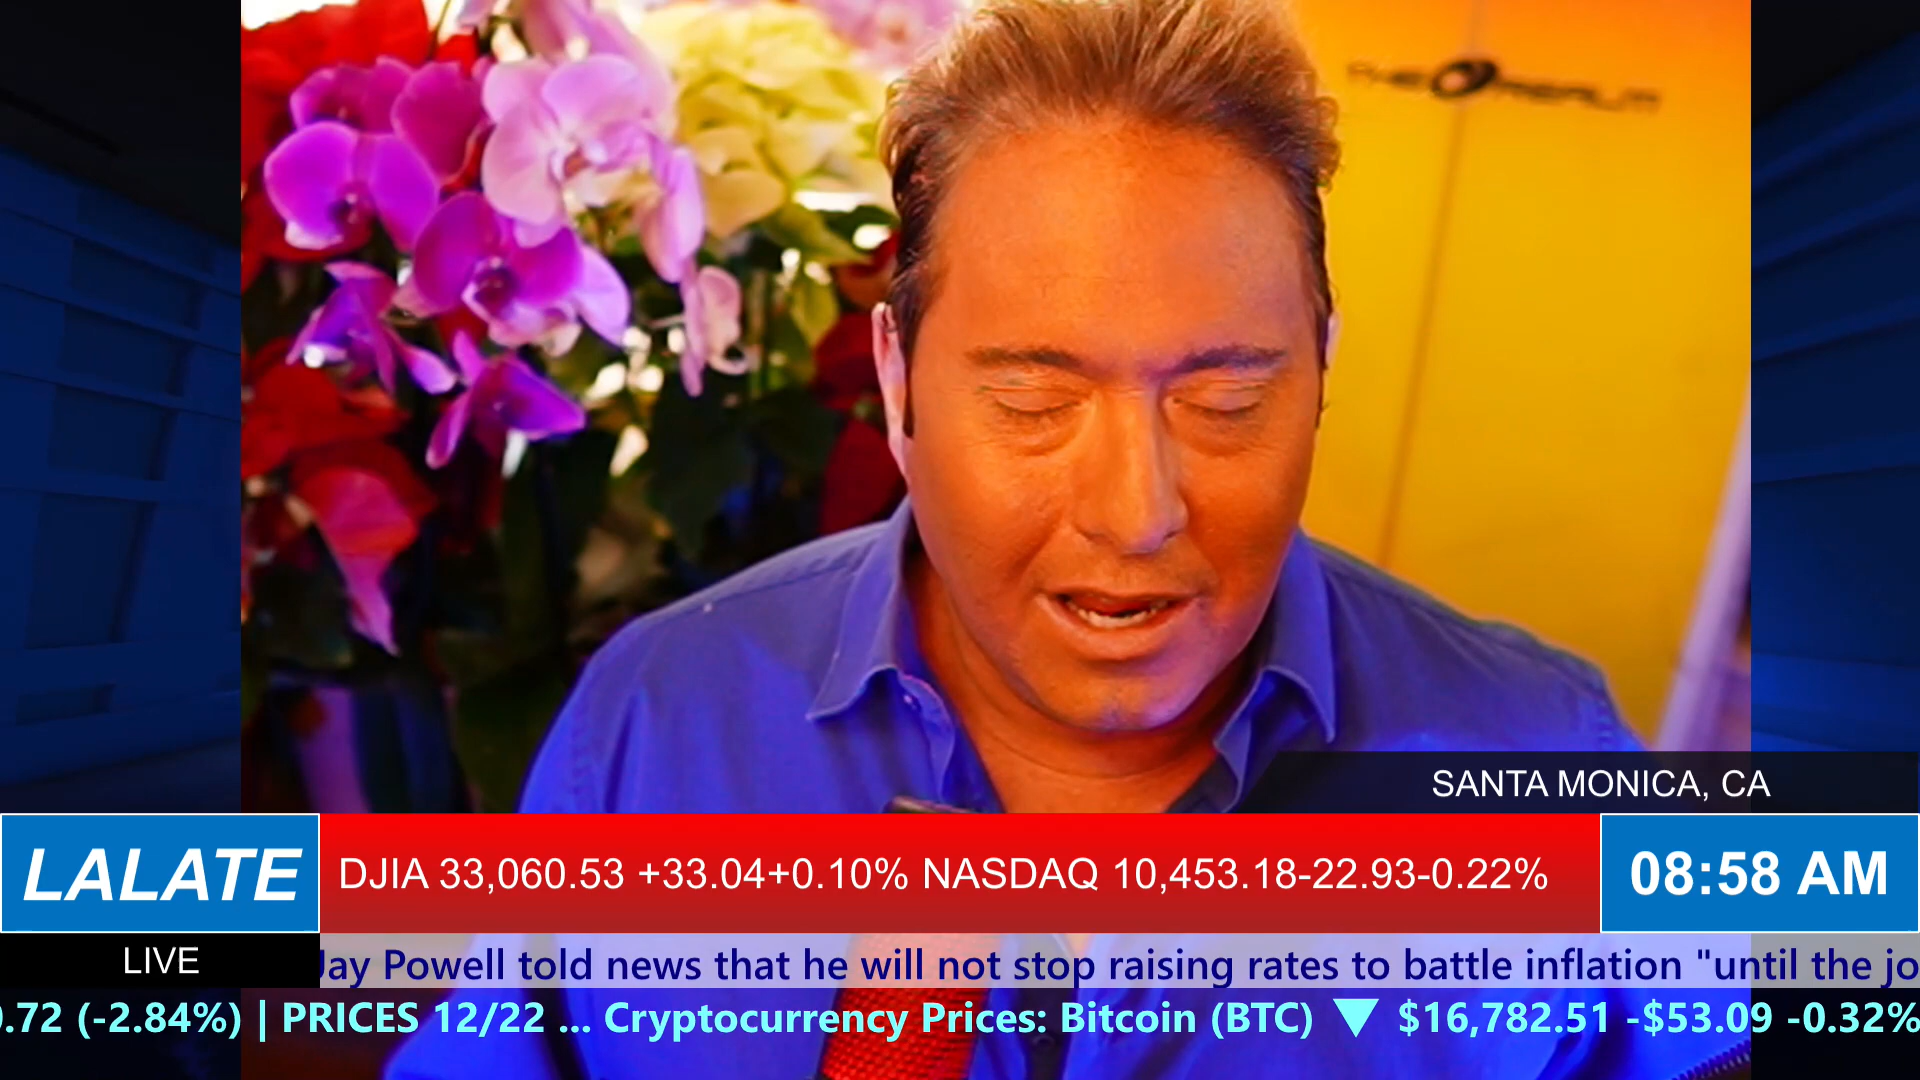 SANTA MONICA, CA
LALATE
DJIA 33,060.53 +33.04+0.10% NASDAQ 10,453.18-22.93-0.22%
08:58 AM
LIVE
Jay Powell told news that he will not stop raising rates to battle inflation "until the jo
.72 (-2.84%) | PRICES 12/22 ... Cryptocurrency Prices: Bitcoin (BTC) ▼ $16,782.51 -$53.09 -0.32%